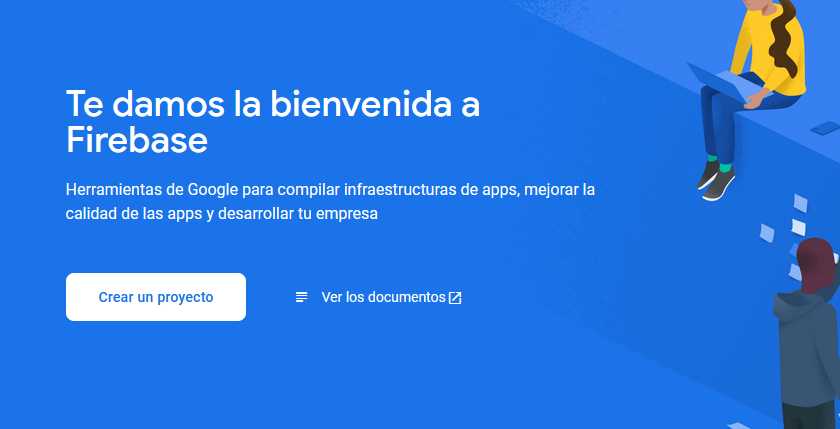 Te damos la bienvenida a
Firebase
Herramientas de Google para compilar infraestructuras de apps, mejorar la
calidad de las apps y desarrollar tu empresa
Crear un proyecto
Ver los documentos